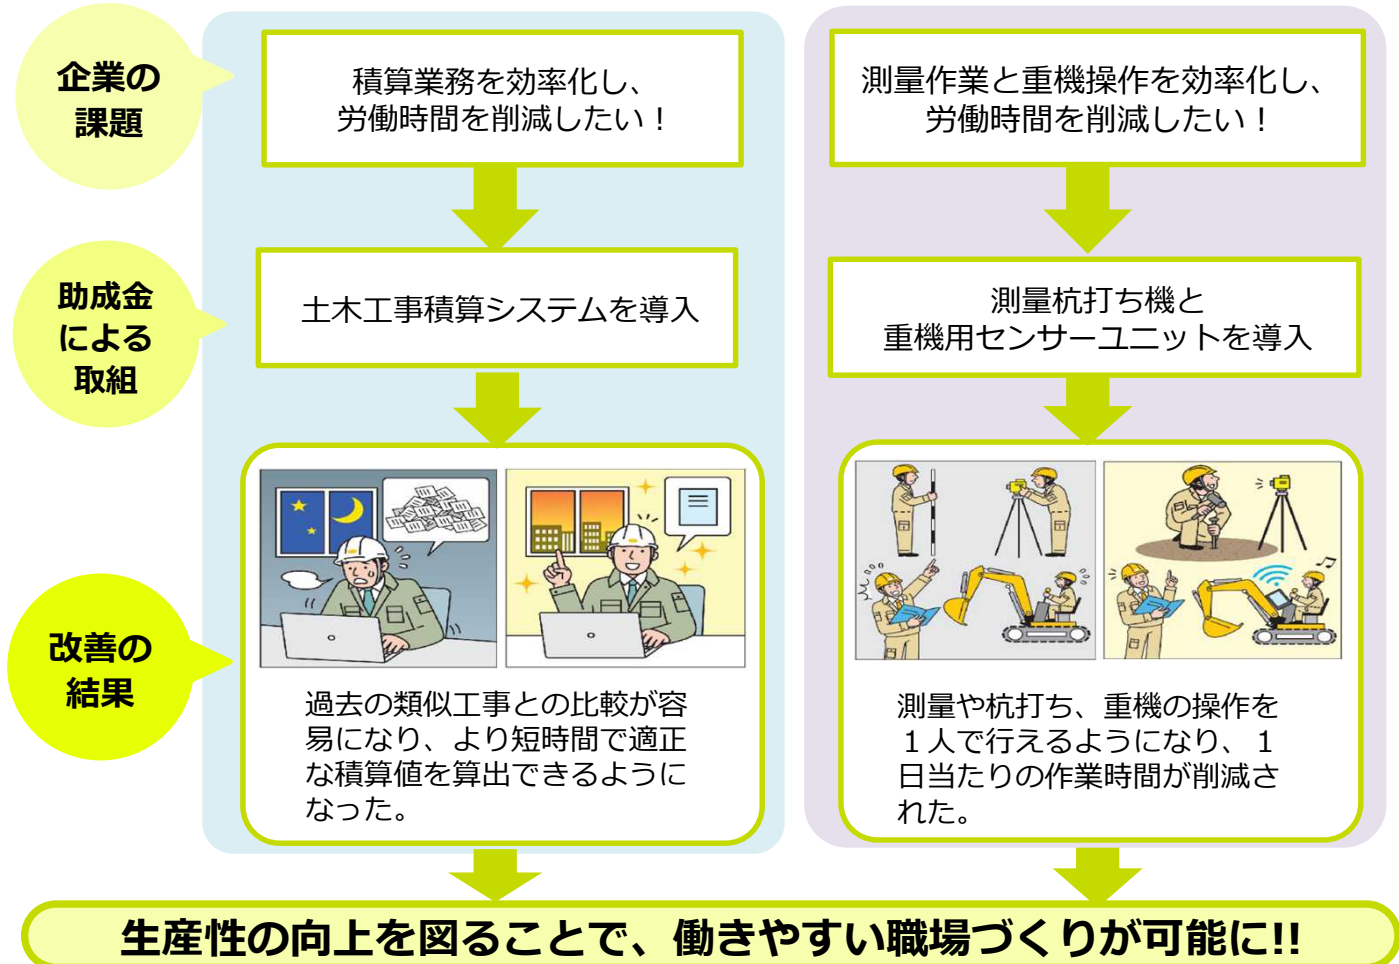 企業の
課題
積算業務を効率化し、
労働時間を削減したい！
測量作業と重機操作を効率化し、
労働時間を削減したい！
助成金
による
取組
土木工事積算システムを導入
測量杭打ち機と
重機用センサーユニットを導入
改善の
結果
過去の類似工事との比較が容
易になり、より短時間で適正
な積算値を算出できるように
なった。
測量や杭打ち、重機の操作を
１人で行えるようになり、１
日当たりの作業時間が削減さ
れた。
生産性の向上を図ることで、働きやすい職場づくりが可能に!!